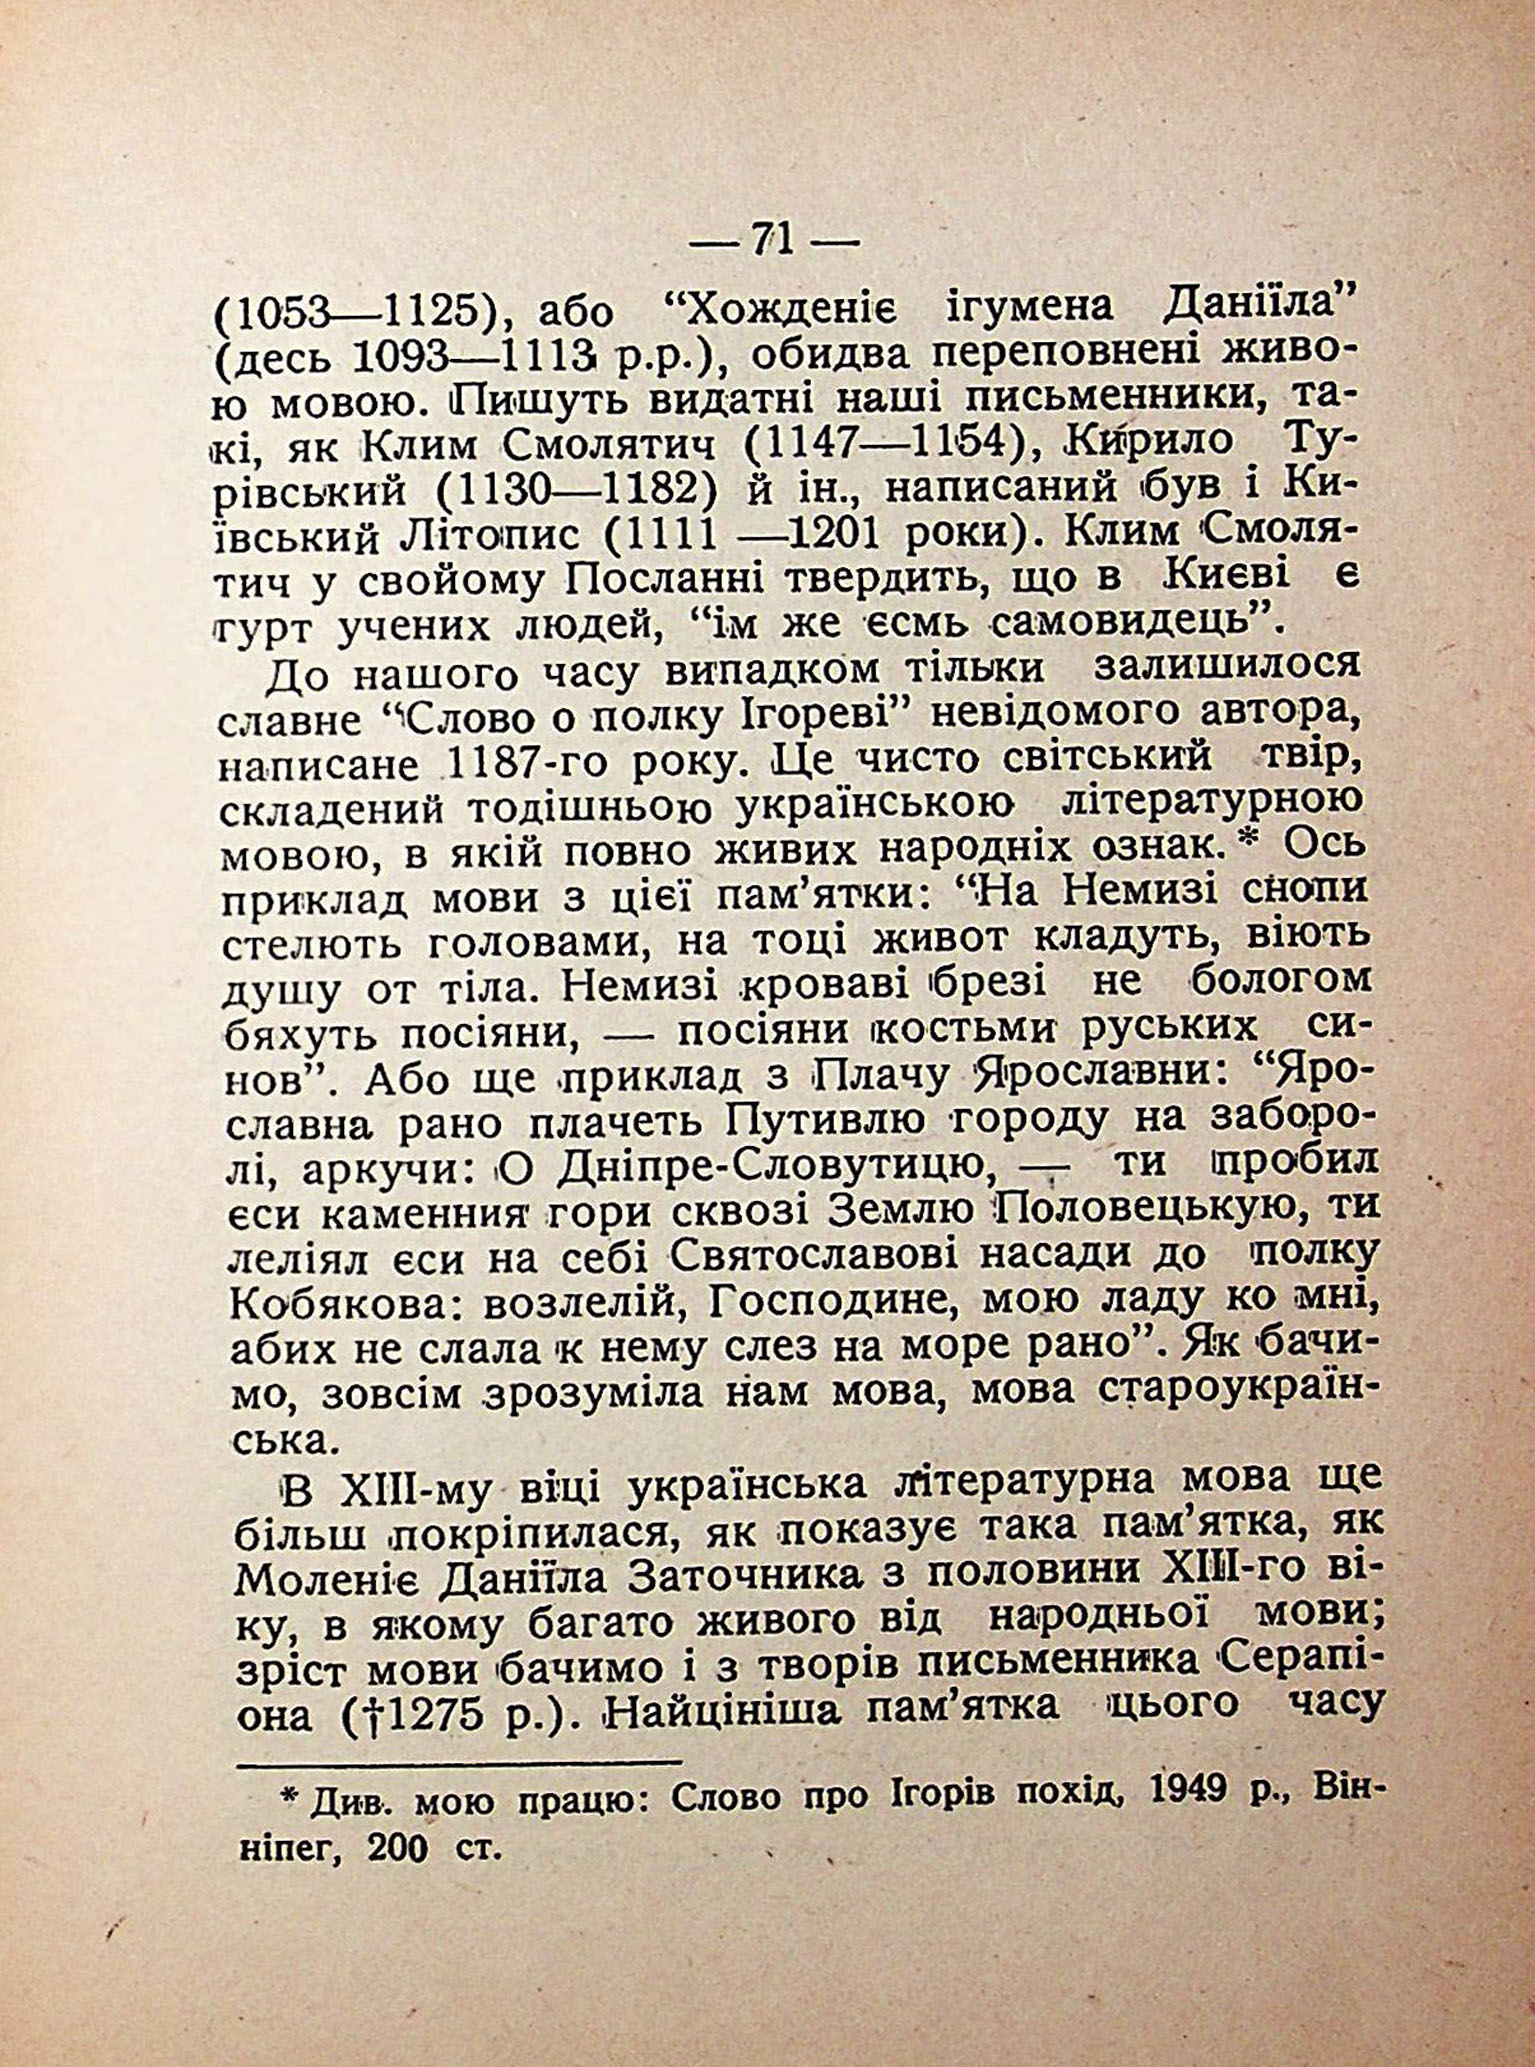 — 71 —
(1053—1125), або “Хожденіє ігумена Даніїла”
(десь 1093—1113 р.р.), обидва переповнені живо-
ю мовою. Пишуть видатні наші письменники, та-
кі, як Клим Смолятич (1147—1154), Кирило Ту-
рівський (1130—1182) й ін., написаний був і Ки-
ївський Літопис (1111 —1201 роки). Клим Смоля-
тич у свойому Посланні твердить, що в Києві є
гурт учених людей, “їм же єсмь самовидець”.
До нашого часу випадком тільки залишилося
славне “Слово о полку Ігореві” невідомого автора,
написане 1187-го року. Це чисто світський твір,
складений тодішньою українською літературною
мовою, в якій повно живих народніх ознак.* Ось
приклад мови з цієї пам’ятки: “На Немизі снопи
стелють головами, на тоці живот кладуть, віють
душу от тіла. Немизі кроваві брезі не бологом
бяхуть посіяни, — посіяни костьми руських си-
нов”. Або ще приклад з Плачу Ярославни: “Яро-
славна рано плачеть Путивлю городу на заборо-
лі, аркучи: О Дніпре-Словутицю, — ти пробил
єси каменния гори сквозі Землю Половецькую, ти
леліял єси на себі Святославові насади до полку
Кобякова: возлелій, Господине, мою ладу ко мні,
абих не слала к нему слез на море рано”. Як бачи-
мо, зовсім зрозуміла нам мова, мова староукраїн-
ська.
В XIII-му віці українська літературна мова ще
більш покріпилася, як показує така пам’ятка, як
Моленіє Даніїла Заточника з половини XIII-го ві-
ку, в якому багато живого від народньої мови;
зріст мови бачимо і з творів письменника Серапі-
она (†1275 р.). Найцініша пам’ятка цього часу
* Див. мою працю: Слово про Ігорів похід, 1949 р., Він-
ніпег, 200 ст.